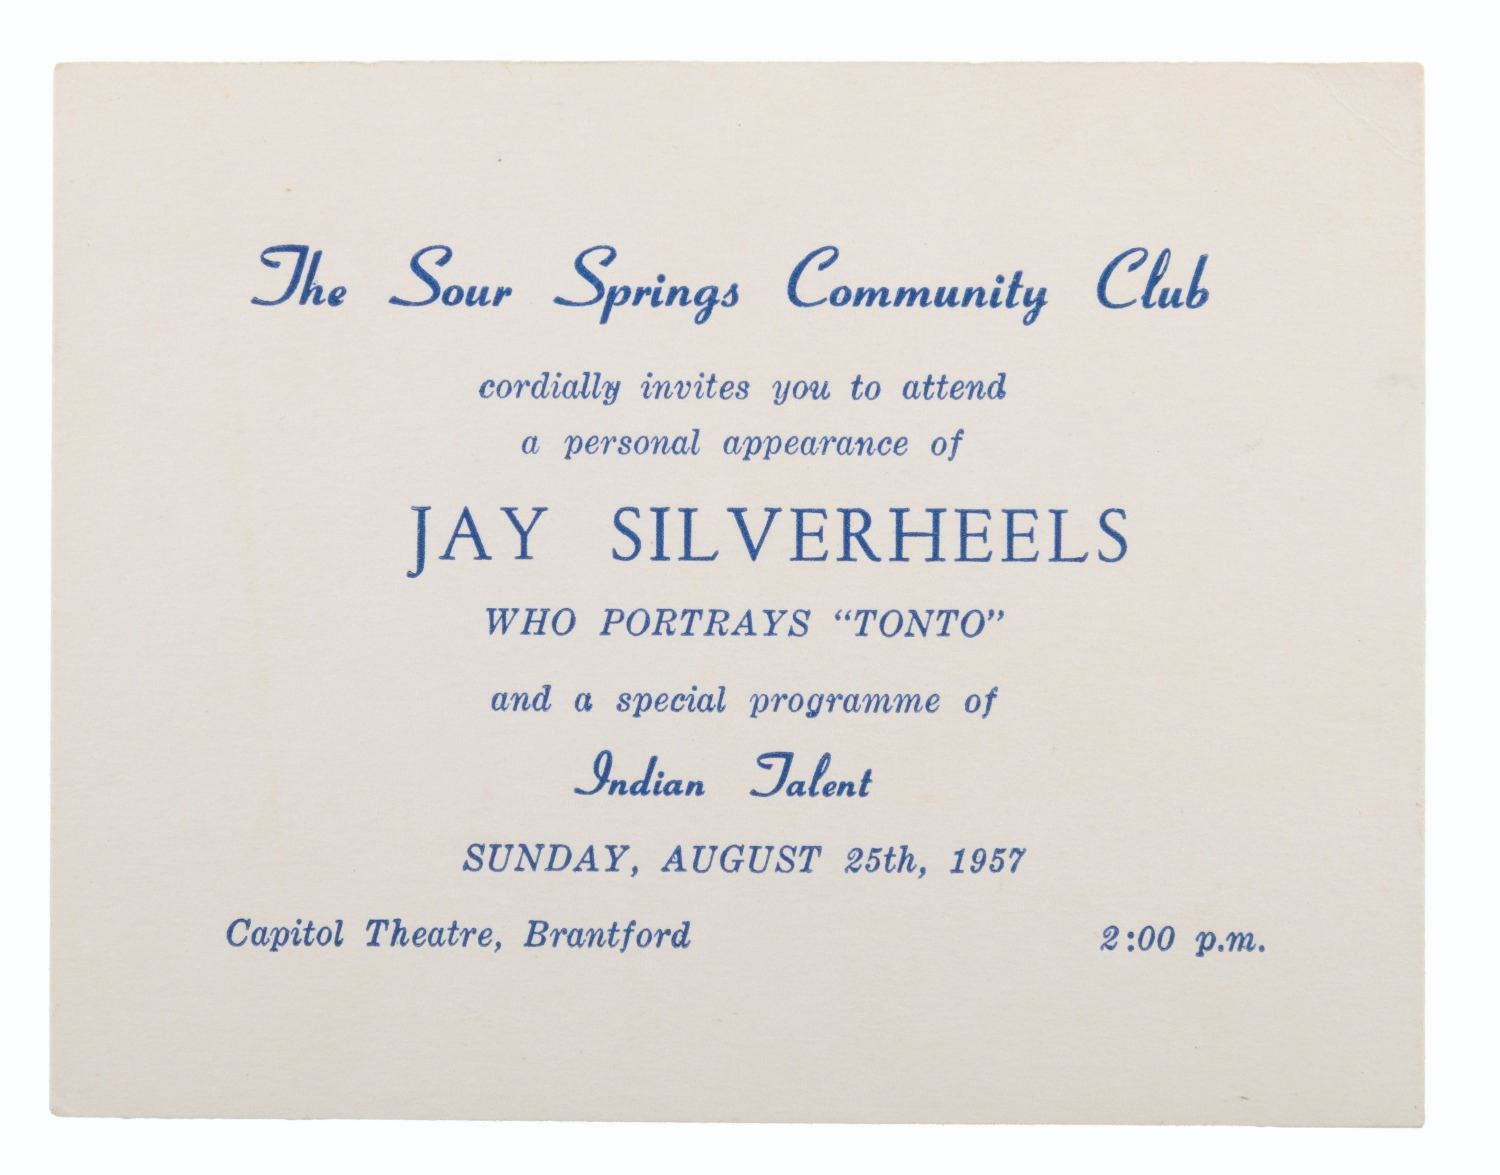 The Sour Springs Community Club
cordially invites you to attend
a personal appearance of
JAY SILVERHEELS
WHO PORTRAYS “TONTO”
and a special programme of
Indian Talent
SUNDAY, AUGUST 25th, 1957
Capitol Theatre, Brantford 2:00 p.m.